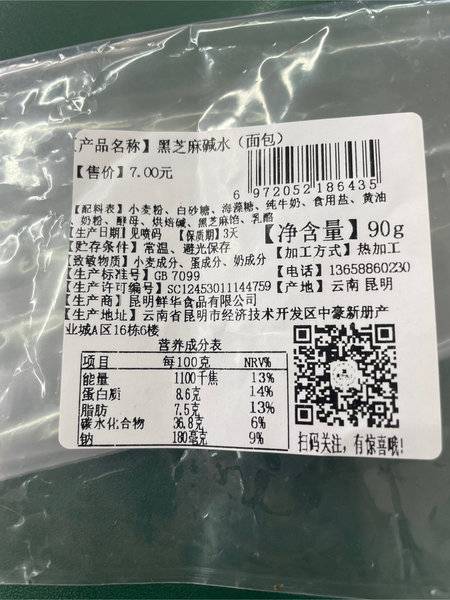 【产品名称】黑芝麻碱水（面包）
【售价】7.00元
6 972052 186435
【配料表】小麦粉、白砂糖、海藻糖、纯牛奶、食用盐、黄油
、奶粉、酵母、烘焙碱、黑芝麻馅、乳酪
【生产日期】见喷码 【保质期】3天
【净含量】90g
【贮存条件】常温、避光保存
【加工方式】热加工
【致敏物质】小麦成分、蛋成分、奶成分
【生产标准号】GB 7099
【电话】13658860230
【生产许可编号】SC12453011144759
【产地】云南 昆明
【生产商】昆明鲜华食品有限公司
【生产地址】云南省昆明市经济技术开发区中豪新册产
业城A区16栋6楼
营养成分表
项目 每100克 NRV%
能量 1100千焦 13%
蛋白质 8.6克 14%
脂肪 7.5克 13%
碳水化合物 36.8克 6%
钠 180毫克 9%
扫码关注，有惊喜哦！